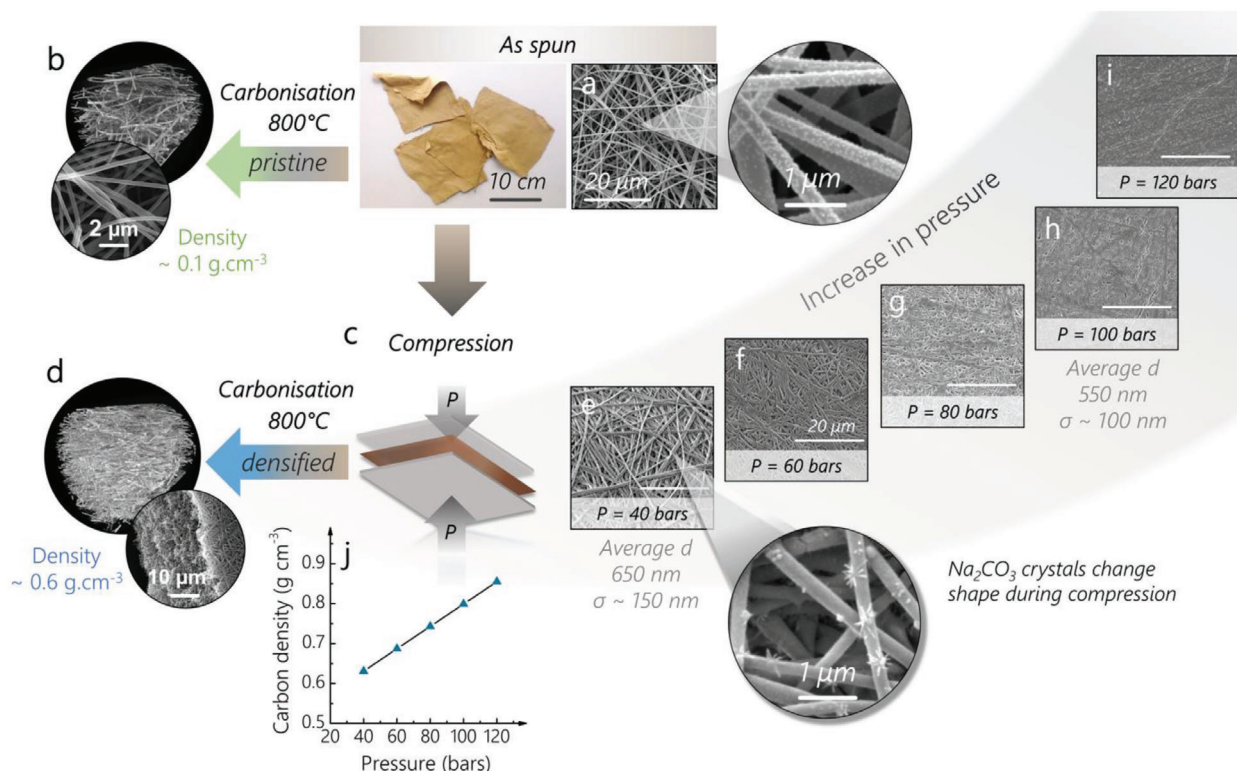 As spun
b
Carbonisation
800°C
pristine
2 μm
Density
~ 0.1 g.cm⁻³
10 cm
a
20 μm
1 μm
i
P = 120 bars
Increase in pressure
h
P = 100 bars
Average d
550 nm
σ ~ 100 nm
g
P = 80 bars
f
20 μm
P = 60 bars
e
P = 40 bars
Average d
650 nm
σ ~ 150 nm
c
Compression
P
P
d
Carbonisation
800°C
densified
10 μm
Density
~ 0.6 g.cm⁻³
Na₂CO₃ crystals change
shape during compression
1 μm
j
Carbon density (g cm⁻³)
0.9
0.8
0.7
0.6
0.5
20 40 60 80 100 120
Pressure (bars)